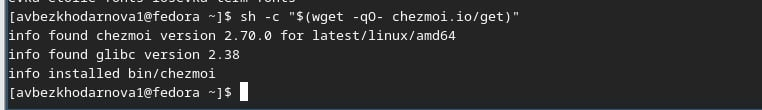 [avbezkhodarnova1@fedora ~]$ sh -c "$(wget -qO- chezmoi.io/get)"
info found chezmoi version 2.70.0 for latest/linux/amd64
info found glibc version 2.38
info installed bin/chezmoi
[avbezkhodarnova1@fedora ~]$